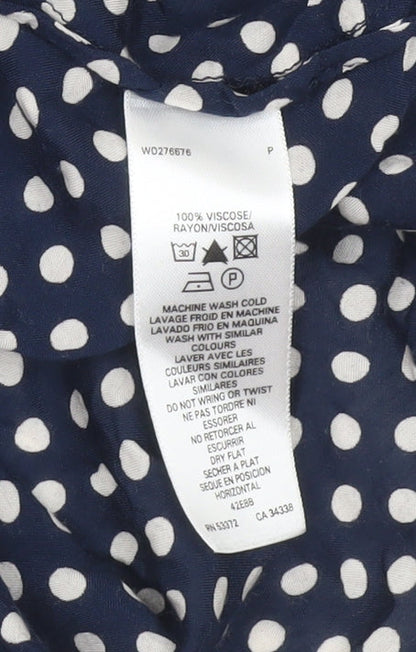 WO276676 P
100% VISCOSE/
RAYON/VISCOSA
30
P
MACHINE WASH COLD
LAVAGE FROID EN MACHINE
LAVADO FRIO EN MAQUINA
WASH WITH SIMILAR
COLOURS
LAVER AVEC LES
COULEURS SIMILAIRES
LAVAR CON COLORES
SIMILARES
DO NOT WRING OR TWIST
NE PAS TORDRE NI
ESSORER
NO RETORCER AL
ESCURRIR
DRY FLAT
SECHER A PLAT
SEQUE EN POSICION
HORIZONTAL
42E8B
RN 53372 CA 34338